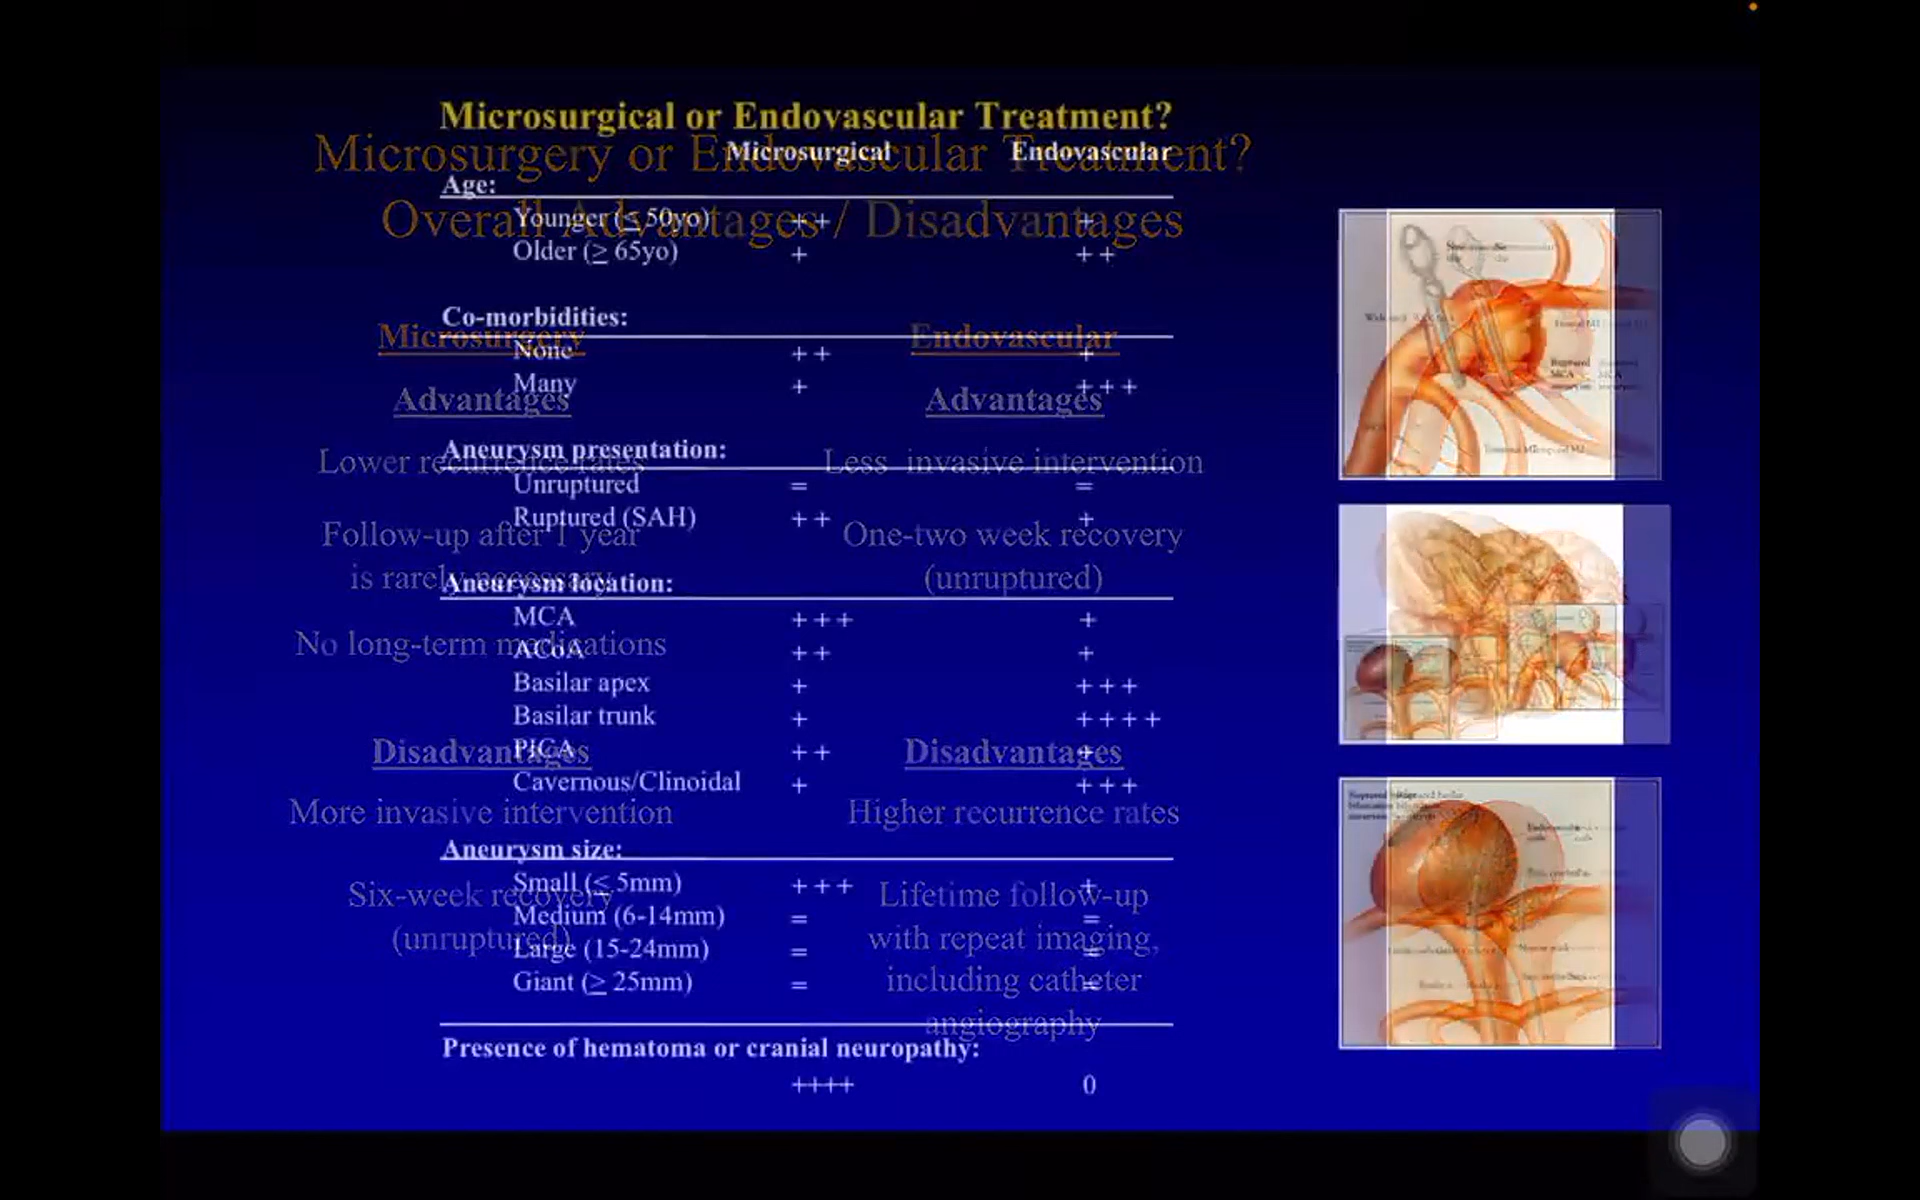 Microsurgical or Endovascular Treatment?
Microsurgical Endovascular
Age:
Younger (≤ 50yo) ++ +
Older (≥ 65yo) + ++
Co-morbidities:
None ++ +
Many + +++
Aneurysm presentation:
Unruptured = =
Ruptured (SAH) ++ +
Aneurysm location:
MCA +++ +
ACoA ++ +
Basilar apex + +++
Basilar trunk + ++++
PICA ++ +
Cavernous/Clinoidal + +++
Aneurysm size:
Small (≤ 5mm) +++ +
Medium (6-14mm) = =
Large (15-24mm) = =
Giant (≥ 25mm) = =
Presence of hematoma or cranial neuropathy:
++++ 0
Microsurgery or Endovascular Treatment?
Overall Advantages / Disadvantages
Microsurgery
Advantages
Lower recurrence rates
Follow-up after 1 year
is rarely necessary
No long-term medications
Disadvantages
More invasive intervention
Six-week recovery
(unruptured)
Endovascular
Advantages
Less invasive intervention
One-two week recovery
(unruptured)
Disadvantages
Higher recurrence rates
Lifetime follow-up
with repeat imaging,
including catheter
angiography